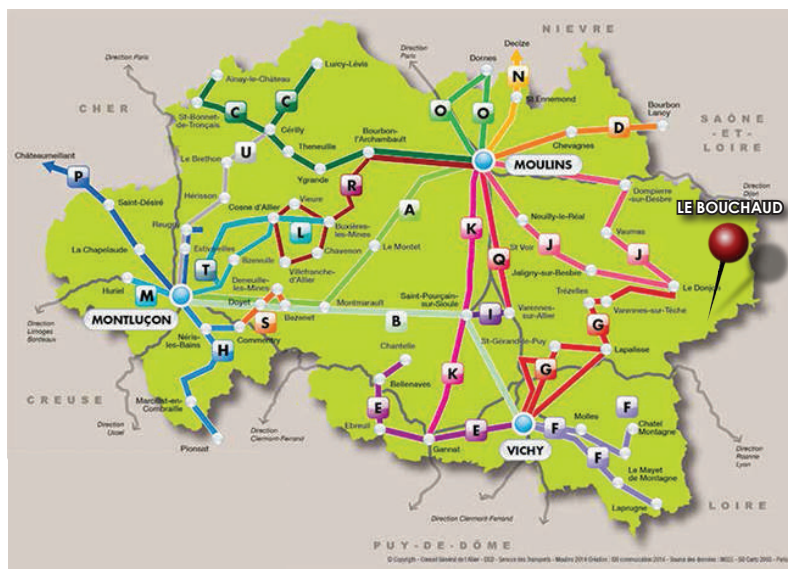 NIEVRE
Decize
Direction Paris
Direction
Paris
Dornes
Lurcy-Lévis
Ainay-le-Château
N
O
O
C
C
CHER
St-Bonnet-
de-Tronçais
St Ennemond
Bourbon
Lancy
SAÔNE
-ET-
LOIRE
Cérilly
Chevagnes
D
Theneuille
Bourbon-
l'Archambault
Châteaumeillant
U
Le Brethon
Ygrande
MOULINS
P
R
Dompierre
-sur-Besbre
Direction
Dijon
Saint-Désiré
Hérisson
Vieure
A
LE BOUCHAUD
Cosne d'Allier
L
Buxières-les-
Mines
K
Neuilly-le-Réal
Reugny
Estivareilles
Chavenon
Le Montet
Vaumas
La Chapelaude
T
Bizeneuille
Villefranche-d'Allier
Q
St Voir
J
J
Jaligny-sur-Besbre
Huriel
M
Deneuille-
les-Mines
Le Donjon
Trézelles
MONTLUÇON
Doyet
Montmarault
Saint-Pourçain
-sur-Sioule
Varennes-sur-Tèche
S
Bezenet
B
I
Varennes
-sur-Allier
G
Direction
Limoges
Bordeaux
Néris-
les-Bains
Commentry
Chantelle
St-Gérand-le-Puy
Lapalisse
H
K
G
Bellenaves
CREUSE
Marcillat-en-
Combraille
E
Molles
F
Chatel
Montagne
Ebreuil
E
F
Direction
Ussel
Direction
Clermont-Ferrand
Pionsat
Gannat
VICHY
F
Direction
Roanne
Lyon
Le Mayet
de Montagne
Laprugne
LOIRE
Direction Clermont-Ferrand
PUY-DE-DÔME